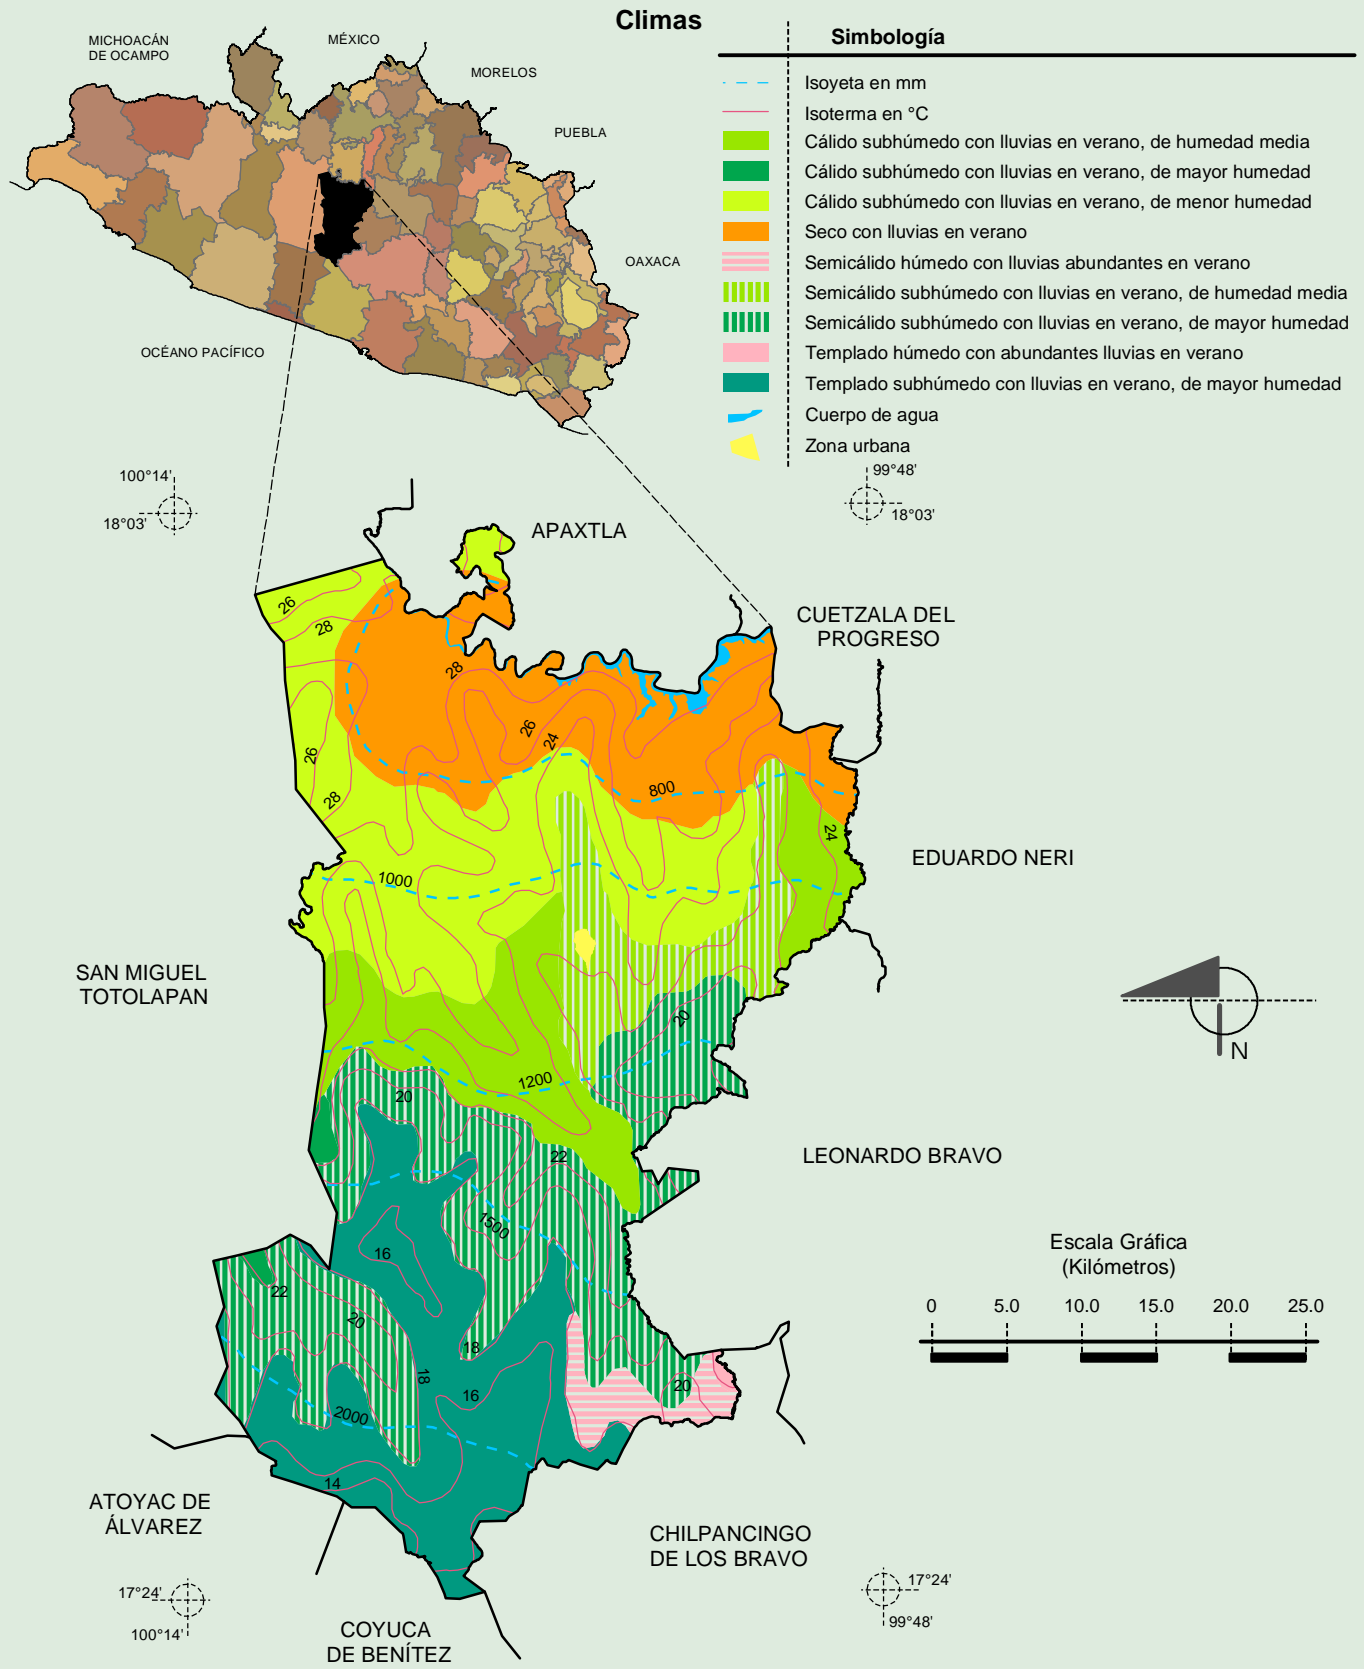 Climas
MICHOACÁN
DE OCAMPO
MÉXICO
MORELOS
PUEBLA
OAXACA
OCÉANO PACÍFICO
Simbología
Isoyeta en mm
Isoterma en °C
Cálido subhúmedo con lluvias en verano, de humedad media
Cálido subhúmedo con lluvias en verano, de mayor humedad
Cálido subhúmedo con lluvias en verano, de menor humedad
Seco con lluvias en verano
Semicálido húmedo con lluvias abundantes en verano
Semicálido subhúmedo con lluvias en verano, de humedad media
Semicálido subhúmedo con lluvias en verano, de mayor humedad
Templado húmedo con abundantes lluvias en verano
Templado subhúmedo con lluvias en verano, de mayor humedad
Cuerpo de agua
Zona urbana
100°14'
18°03'
99°48'
18°03'
APAXTLA
CUETZALA DEL
PROGRESO
26
28
28
26
24
26
28
800
24
1000
EDUARDO NERI
SAN MIGUEL
TOTOLAPAN
20
N
1200
20
22
LEONARDO BRAVO
1500
16
Escala Gráfica
(Kilómetros)
0
5.0
10.0
15.0
20.0
25.0
22
20
18
18
16
20
2000
14
ATOYAC DE
ÁLVAREZ
CHILPANCINGO
DE LOS BRAVO
COYUCA
DE BENÍTEZ
17°24'
100°14'
17°24'
99°48'